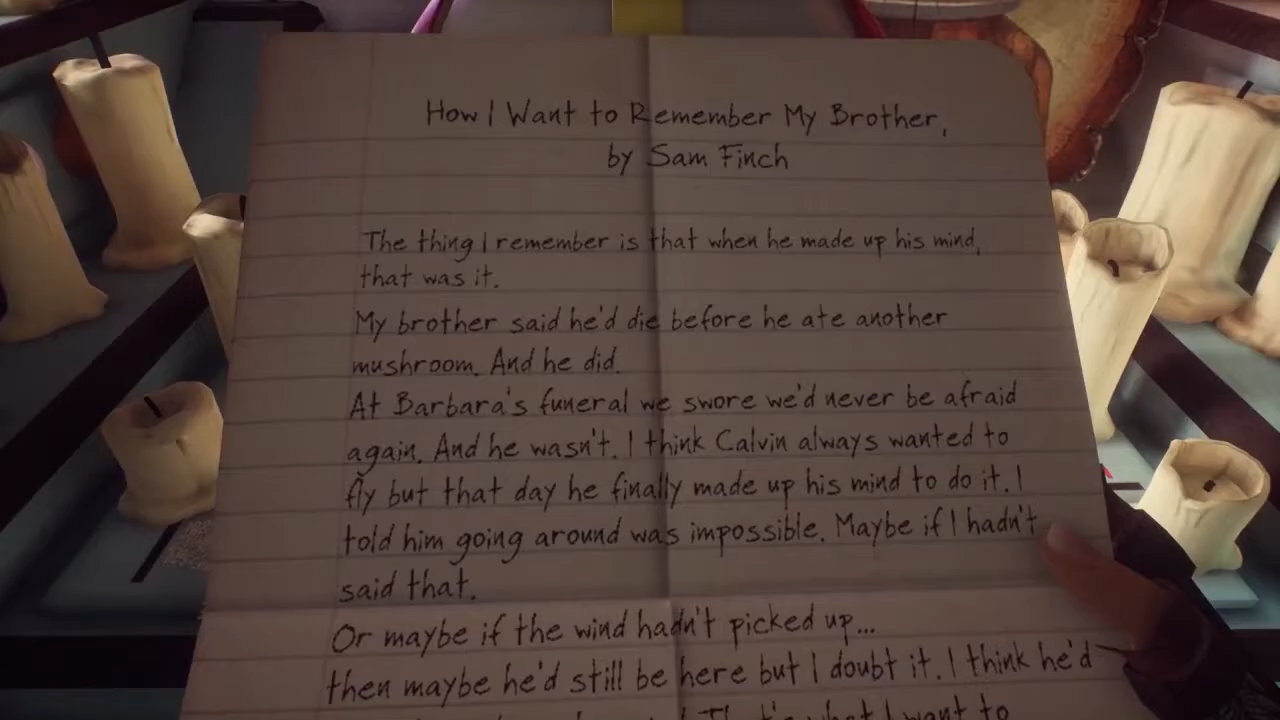 How I Want to Remember My Brother,
by Sam Finch
The thing I remember is that when he made up his mind,
that was it.
My brother said he'd die before he ate another
mushroom. And he did.
At Barbara's funeral we swore we'd never be afraid
again. And he wasn't. I think Calvin always wanted to
fly but that day he finally made up his mind to do it. I
told him going around was impossible. Maybe if I hadn't
said that.
Or maybe if the wind hadn't picked up...
then maybe he'd still be here but I doubt it. I think he'd
what I want to